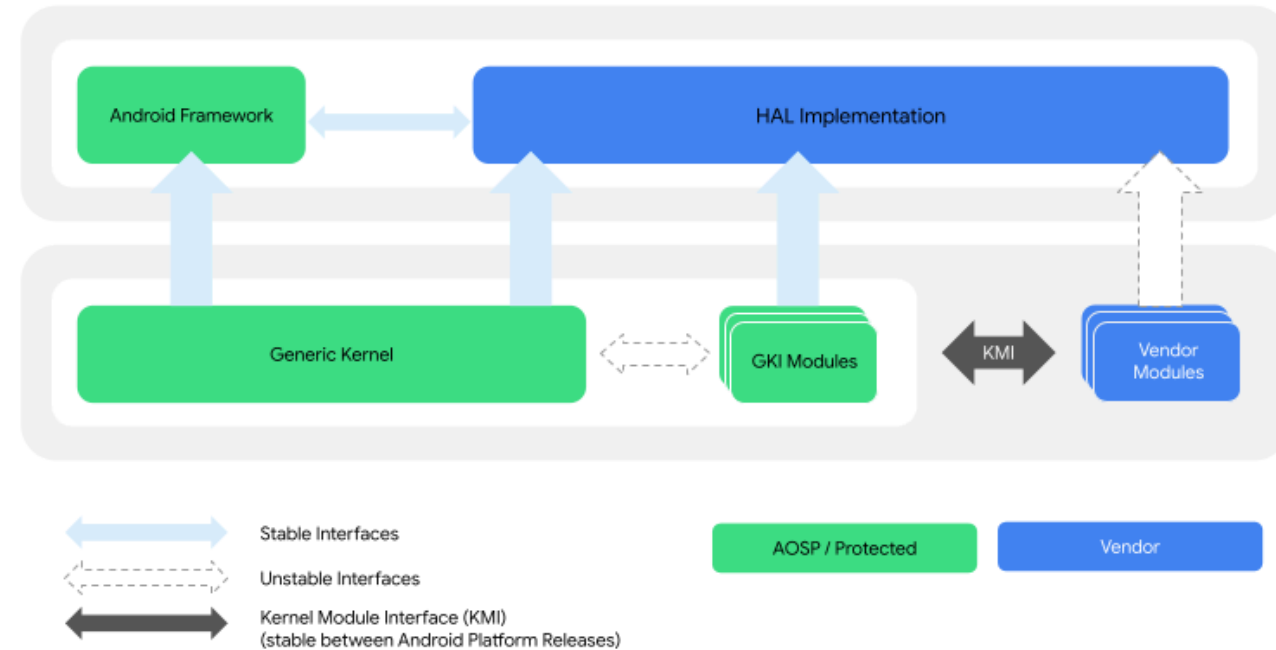 Android Framework
HAL Implementation
Generic Kernel
GKI Modules
KMI
Vendor
Modules
Stable Interfaces
Unstable Interfaces
Kernel Module Interface (KMI)
(stable between Android Platform Releases)
AOSP / Protected
Vendor